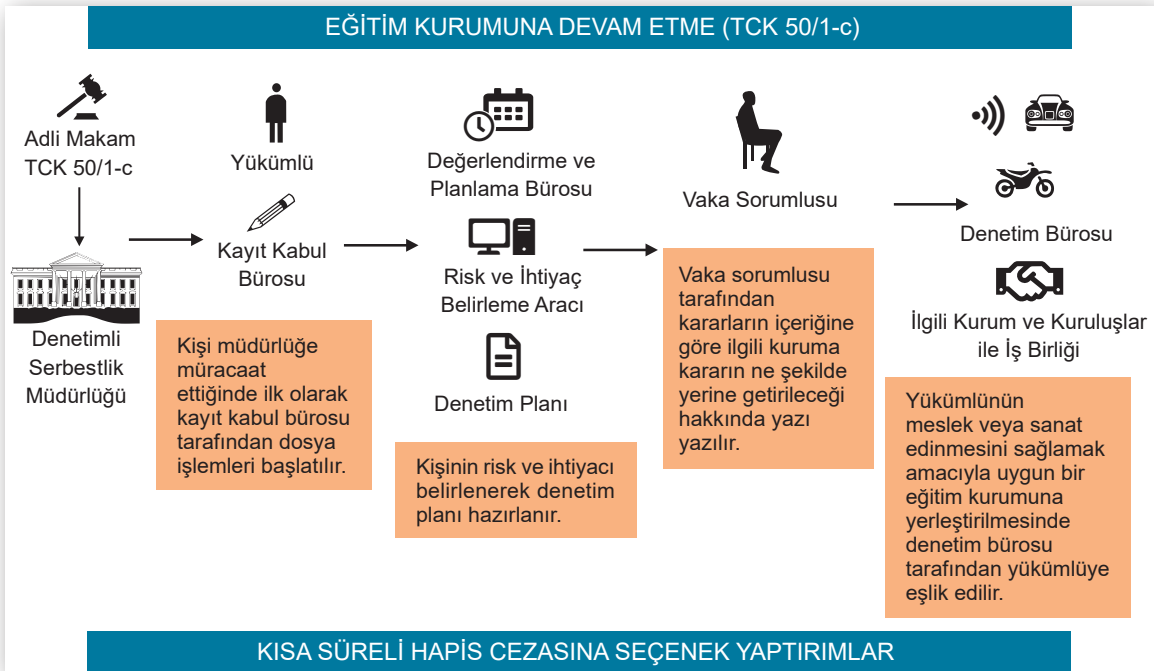 EĞİTİM KURUMUNA DEVAM ETME (TCK 50/1-c)
Adli Makam
TCK 50/1-c
Denetimli
Serbestlik
Müdürlüğü
Yükümlü
Kayıt Kabul
Bürosu
Kişi müdürlüğe
müracaat
ettiğinde ilk olarak
kayıt kabul bürosu
tarafından dosya
işlemleri başlatılır.
Değerlendirme ve
Planlama Bürosu
Risk ve İhtiyaç
Belirleme Aracı
Denetim Planı
Kişinin risk ve ihtiyacı
belirlenerek denetim
planı hazırlanır.
Vaka Sorumlusu
Vaka sorumlusu
tarafından
kararların içeriğine
göre ilgili kuruma
kararın ne şekilde
yerine getirileceği
hakkında yazı
yazılır.
Denetim Bürosu
İlgili Kurum ve Kuruluşlar
ile İş Birliği
Yükümlünün
meslek veya sanat
edinmesini sağlamak
amacıyla uygun bir
eğitim kurumuna
yerleştirilmesinde
denetim bürosu
tarafından yükümlüye
eşlik edilir.
KISA SÜRELİ HAPİS CEZASINA SEÇENEK YAPTIRIMLAR